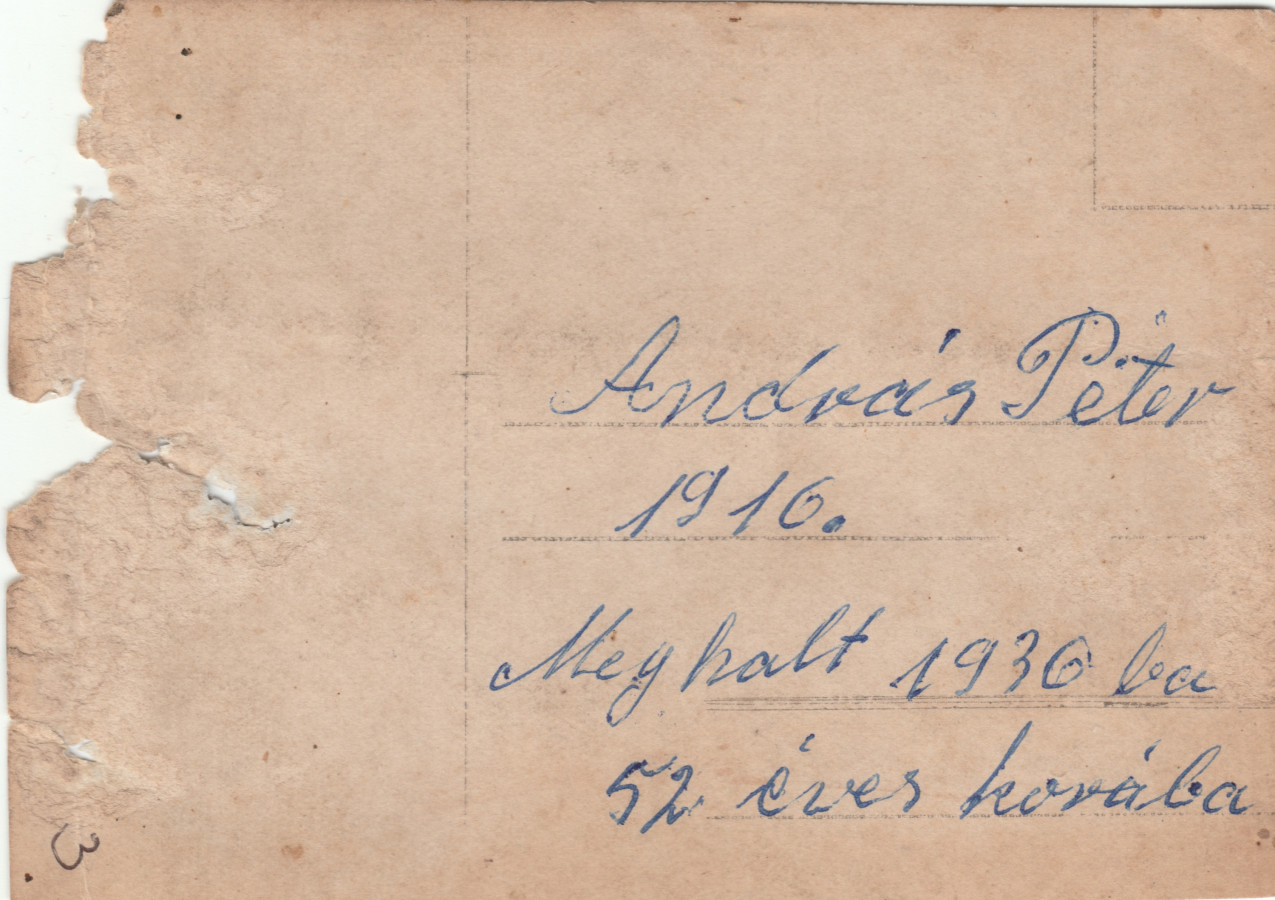 András Péter
1916.
Meghalt 1936 ba
52 éves korába
3